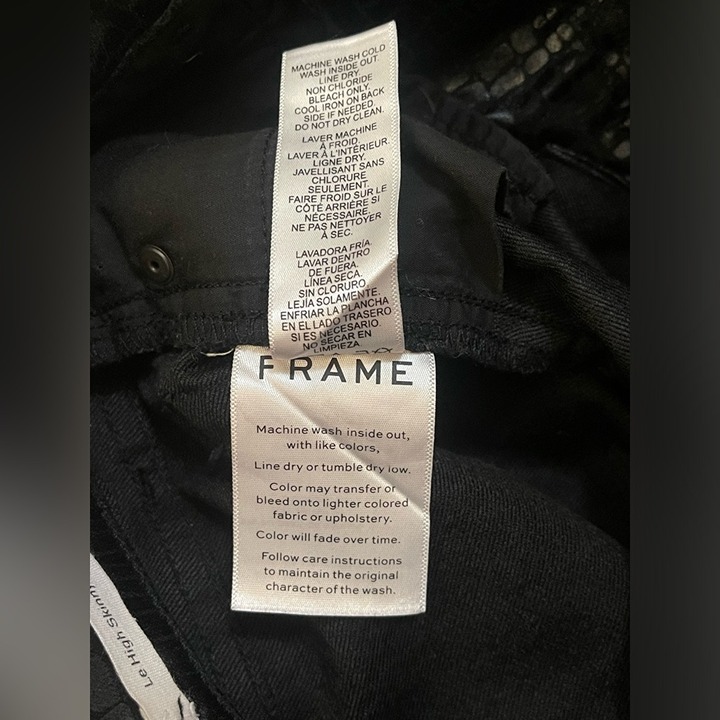 MACHINE WASH COLD
WASH INSIDE OUT.
LINE DRY.
NON CHLORIDE
BLEACH ONLY.
COOL IRON ON BACK
SIDE IF NEEDED.
DO NOT DRY CLEAN.
LAVER MACHINE
À FROID.
LAVER À L'INTÉRIEUR.
LIGNE DRY.
JAVELLISANT SANS
CHLORURE
SEULEMENT.
FAIRE FROID SUR LE
CÔTÉ ARRIÈRE SI
NÉCESSAIRE.
NE PAS NETTOYER
À SEC.
LAVADORA FRÍA.
LAVAR DENTRO
DE FUERA.
LÍNEA SECA.
SIN CLORURO
LEJÍA SOLAMENTE.
ENFRIAR LA PLANCHA
EN EL LADO TRASERO
SI ES NECESARIO.
NO SECAR EN
LIMPIEZA
FRAME
Machine wash inside out,
with like colors,
Line dry or tumble dry low.
Color may transfer or
bleed onto lighter colored
fabric or upholstery.
Color will fade over time.
Follow care instructions
to maintain the original
character of the wash.
Le High Skinny